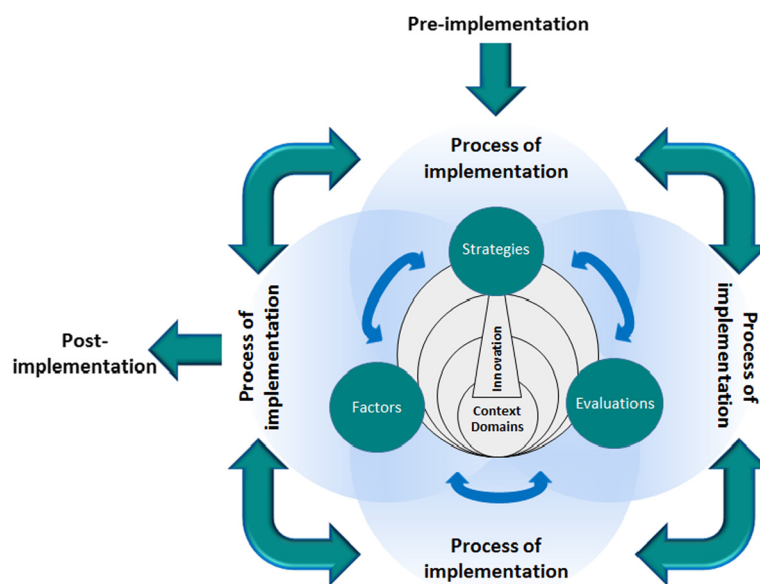 Pre-implementation
Process of
implementation
Strategies
Process of
implementation
Process of
implementation
Post-
implementation
Innovation
Factors
Evaluations
Context
Domains
Process of
implementation